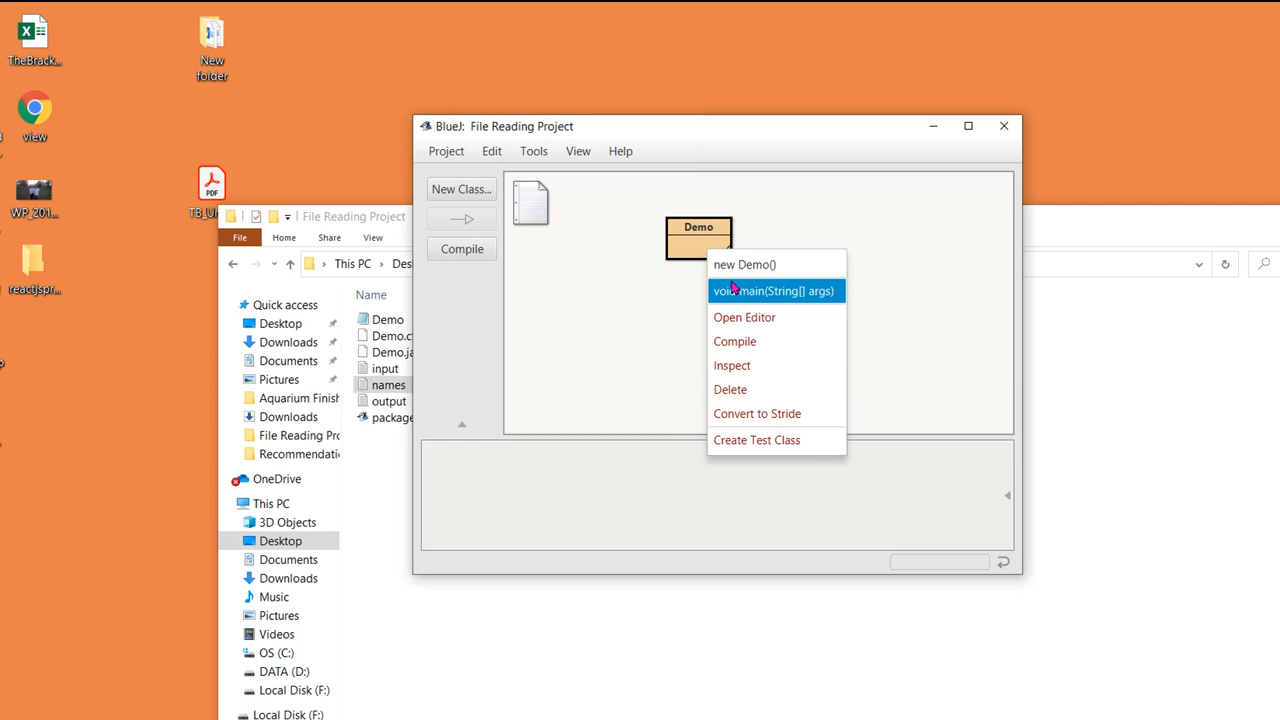 TheBrack...
New
folder
view
PDF
WP_201...
TB_Ur
reactjspr...
BlueJ: File Reading Project
Project Edit Tools View Help
New Class...
Compile
Demo
new Demo()
void main(String[] args)
Open Editor
Compile
Inspect
Delete
Convert to Stride
Create Test Class
File Reading Project
File Home Share View
This PC Des
Name
Quick access
Desktop
Downloads
Documents
Pictures
Aquarium Finish
Downloads
File Reading Pro
Recommendati
OneDrive
This PC
3D Objects
Desktop
Documents
Downloads
Music
Pictures
Videos
OS (C:)
DATA (D:)
Local Disk (F:)
Local Disk (F:)
Demo
Demo.c
Demo.ja
input
names
output
package